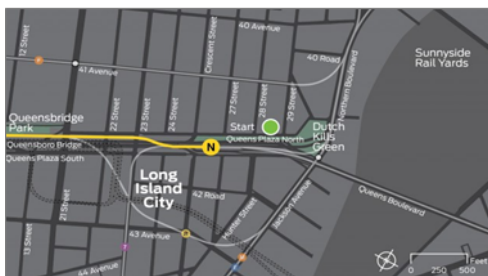 12 Street
41 Avenue
Crescent Street
40 Avenue
40 Road
Northern Boulevard
Sunnyside
Rail Yards
22 Street
23 Street
24 Street
27 Street
28 Street
29 Street
Queensbridge
Park
Start
Queens Plaza North
Dutch
Kills
Green
Queensboro Bridge
N
Queens Plaza South
Long
Island
City
42 Road
Queens Boulevard
21 Street
13 Street
Hunter Street
Jackson Avenue
43 Avenue
44 Avenue
Feet
0
500